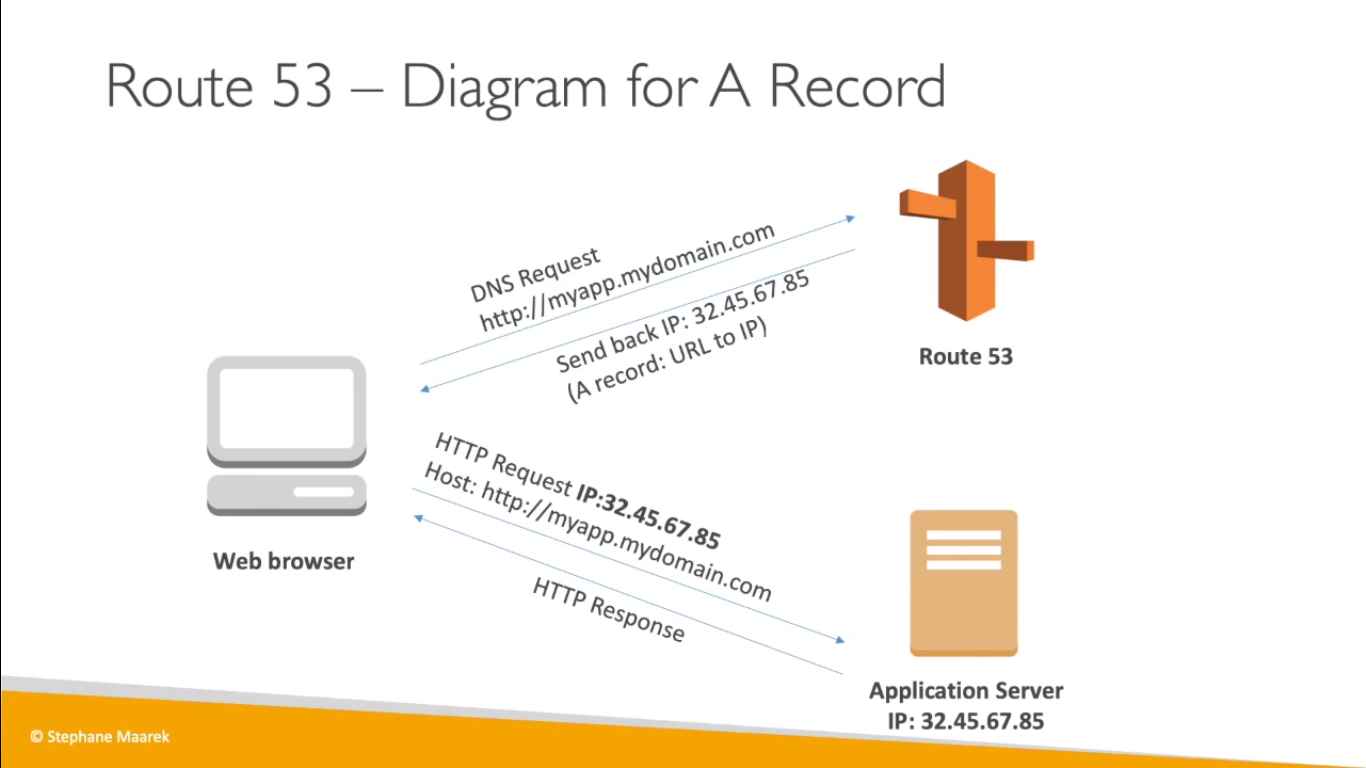 Route 53 – Diagram for A Record
DNS Request
http://myapp.mydomain.com
Send back IP: 32.45.67.85
(A record: URL to IP)
Route 53
HTTP Request IP:32.45.67.85
Host: http://myapp.mydomain.com
HTTP Response
Web browser
Application Server
IP: 32.45.67.85
© Stephane Maarek